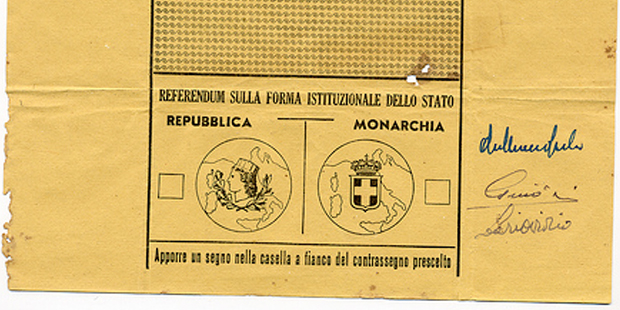 REFERENDUM SULLA FORMA ISTITUZIONALE DELLO STATO
REPUBBLICA
MONARCHIA
Apporre un segno nella casella a fianco del contrassegno prescelto